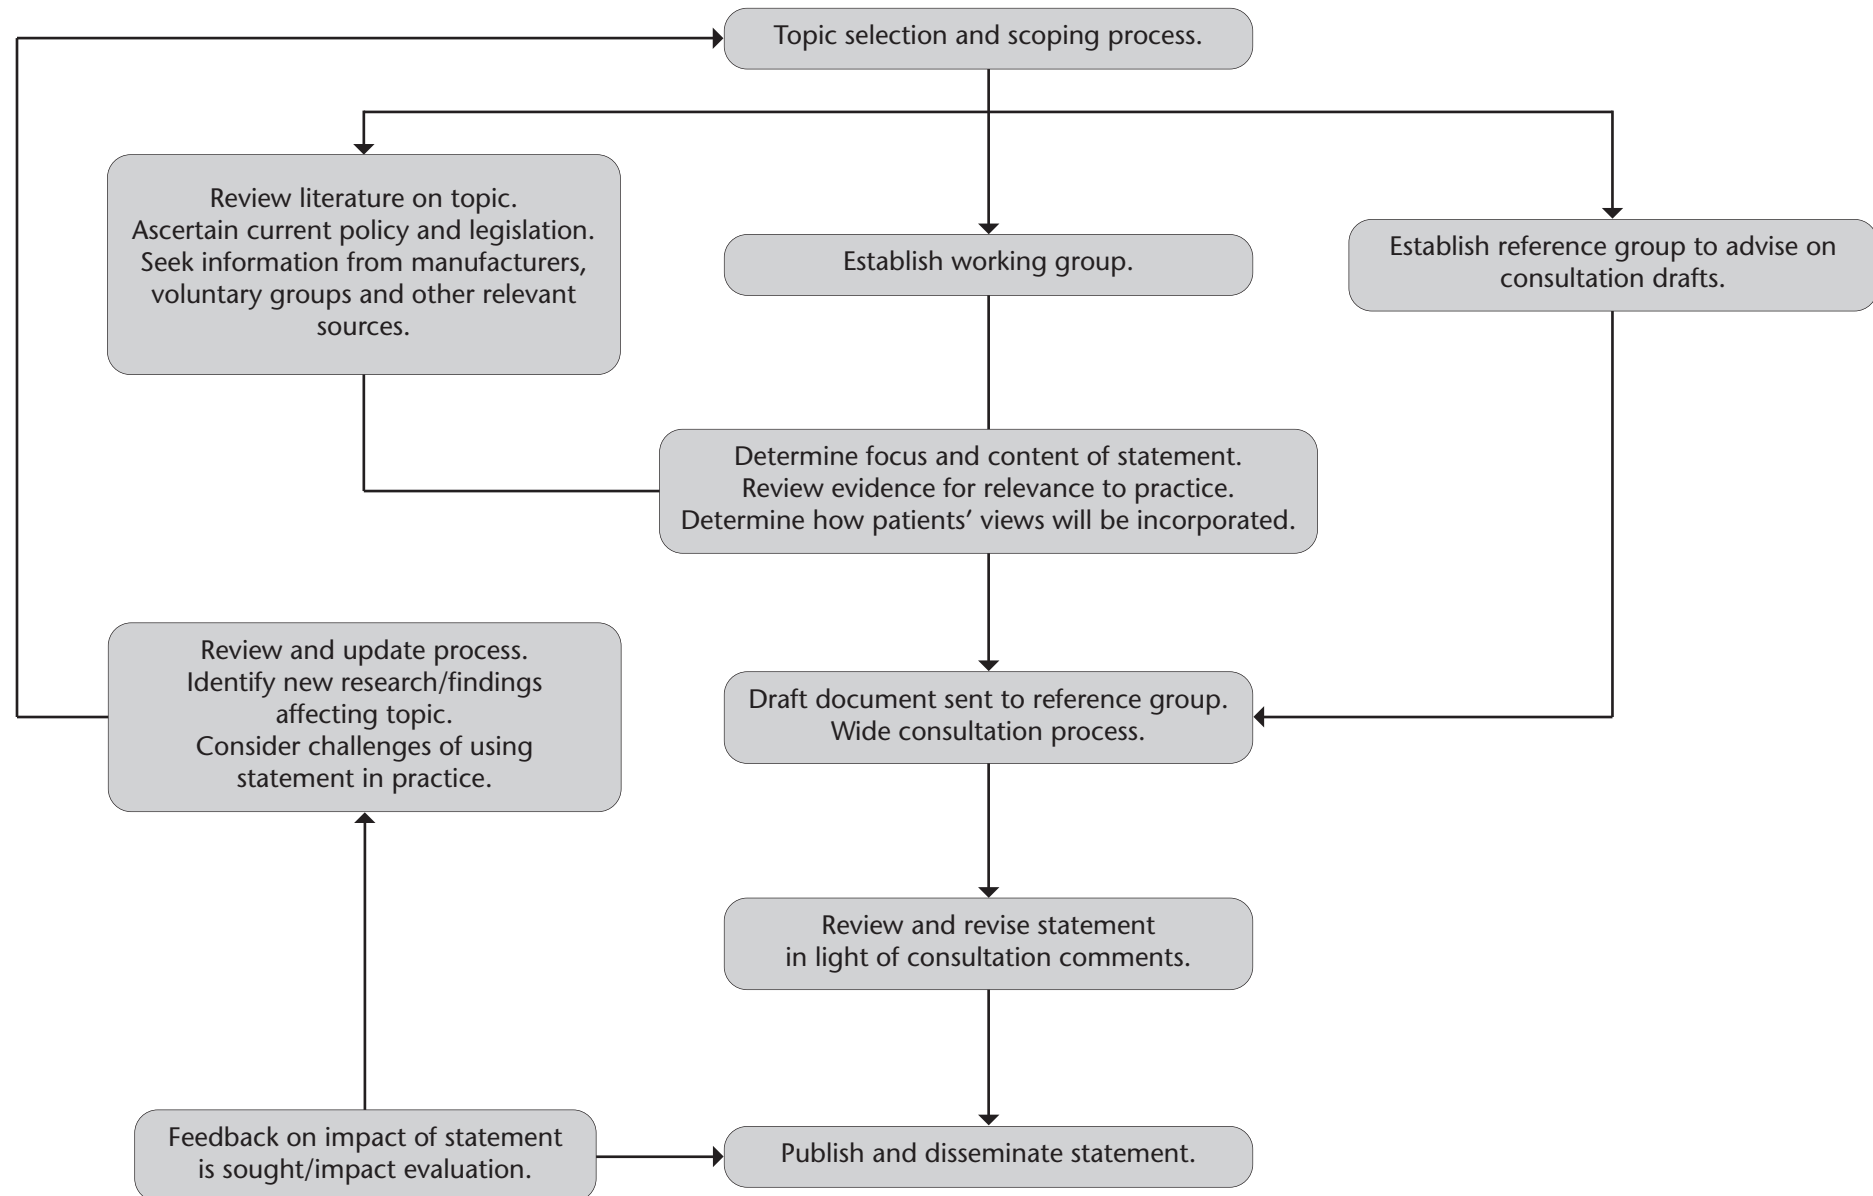 Topic selection and scoping process.
Review literature on topic.
Ascertain current policy and legislation.
Seek information from manufacturers,
voluntary groups and other relevant
sources.
Establish working group.
Establish reference group to advise on
consultation drafts.
Determine focus and content of statement.
Review evidence for relevance to practice.
Determine how patients’ views will be incorporated.
Review and update process.
Identify new research/findings
affecting topic.
Consider challenges of using
statement in practice.
Draft document sent to reference group.
Wide consultation process.
Review and revise statement
in light of consultation comments.
Feedback on impact of statement
is sought/impact evaluation.
Publish and disseminate statement.